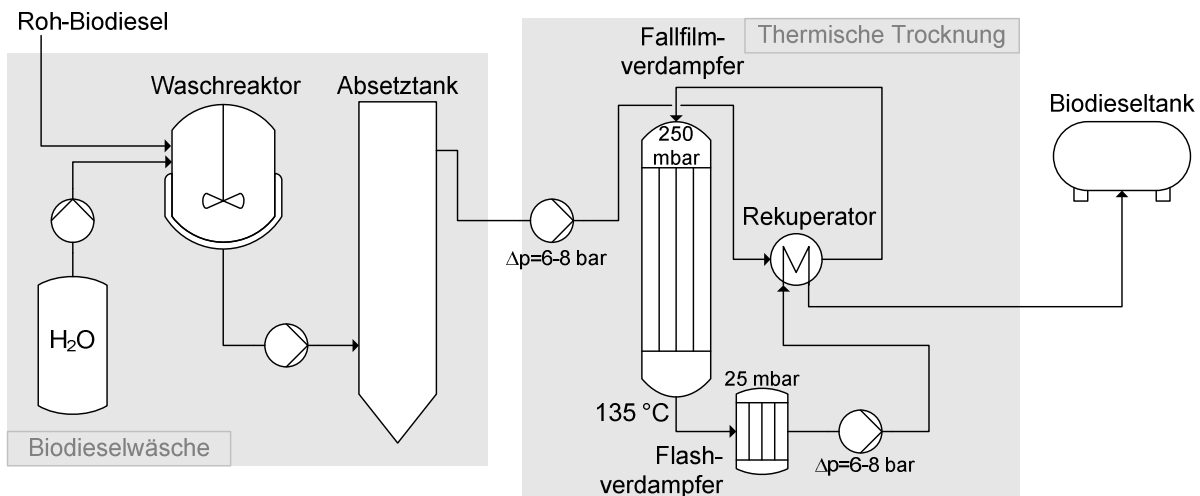 Roh-Biodiesel
Waschreaktor
Absetztank
H₂O
Biodieselwäsche
Δp=6-8 bar
Thermische Trocknung
Fallfilm-
verdampfer
250
mbar
Rekuperator
135 °C
25 mbar
Flash-
verdampfer
Δp=6-8 bar
Biodieseltank